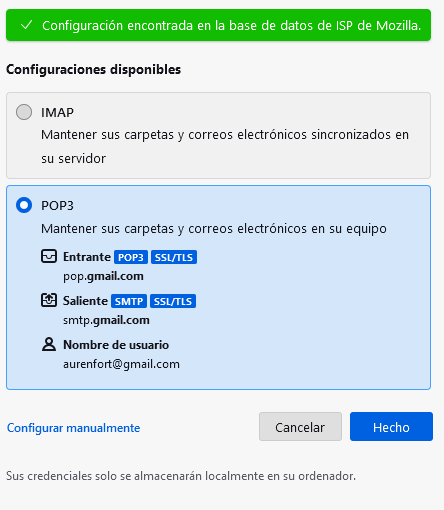 Configuración encontrada en la base de datos de ISP de Mozilla.
Configuraciones disponibles
IMAP
Mantener sus carpetas y correos electrónicos sincronizados en
su servidor
POP3
Mantener sus carpetas y correos electrónicos en su equipo
Entrante POP3 SSL/TLS
pop.gmail.com
Saliente SMTP SSL/TLS
smtp.gmail.com
Nombre de usuario
aurenfort@gmail.com
Configurar manualmente Cancelar Hecho
Sus credenciales solo se almacenarán localmente en su ordenador.